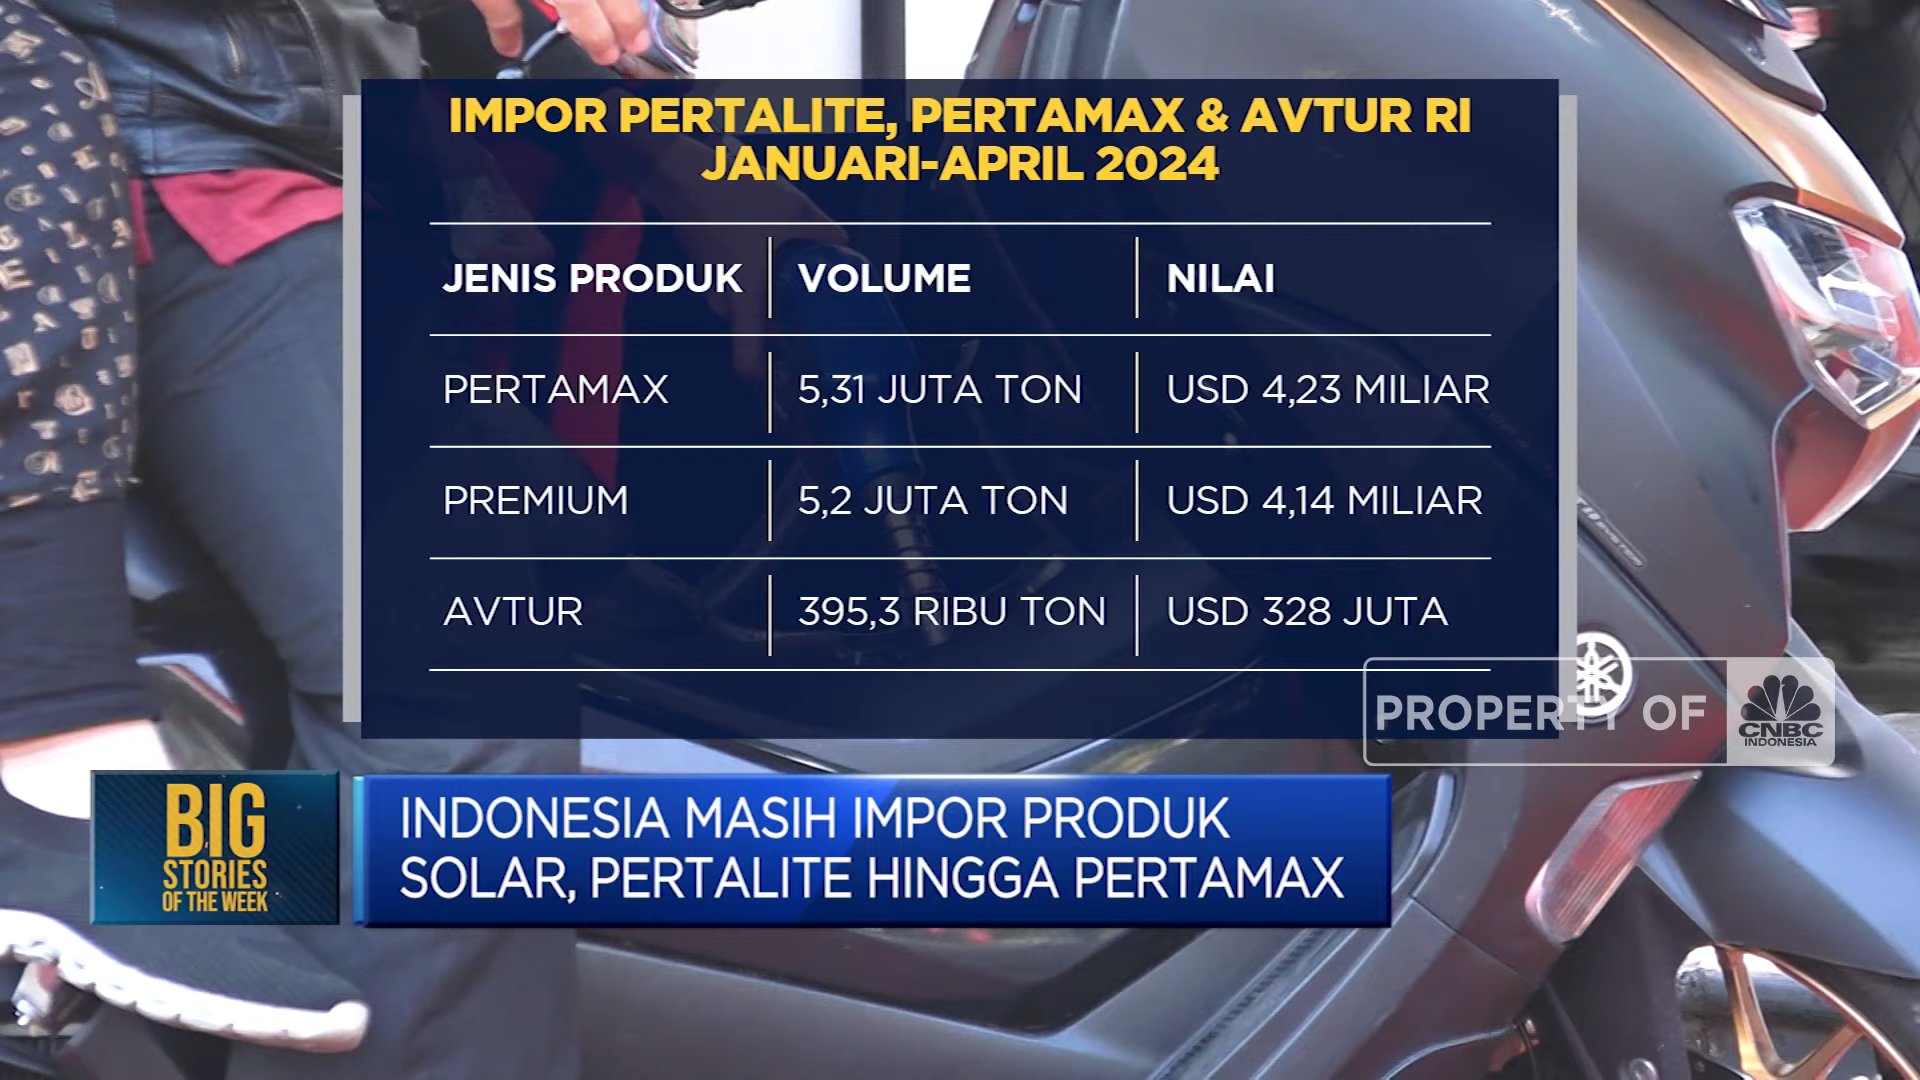 IMPOR PERTALITE, PERTAMAX & AVTUR RI
JANUARI-APRIL 2024
JENIS PRODUK VOLUME NILAI
PERTAMAX 5,31 JUTA TON USD 4,23 MILIAR
PREMIUM 5,2 JUTA TON USD 4,14 MILIAR
AVTUR 395,3 RIBU TON USD 328 JUTA
PROPERTY OF
CNBC
INDONESIA
BIG
STORIES
OF THE WEEK
INDONESIA MASIH IMPOR PRODUK
SOLAR, PERTALITE HINGGA PERTAMAX